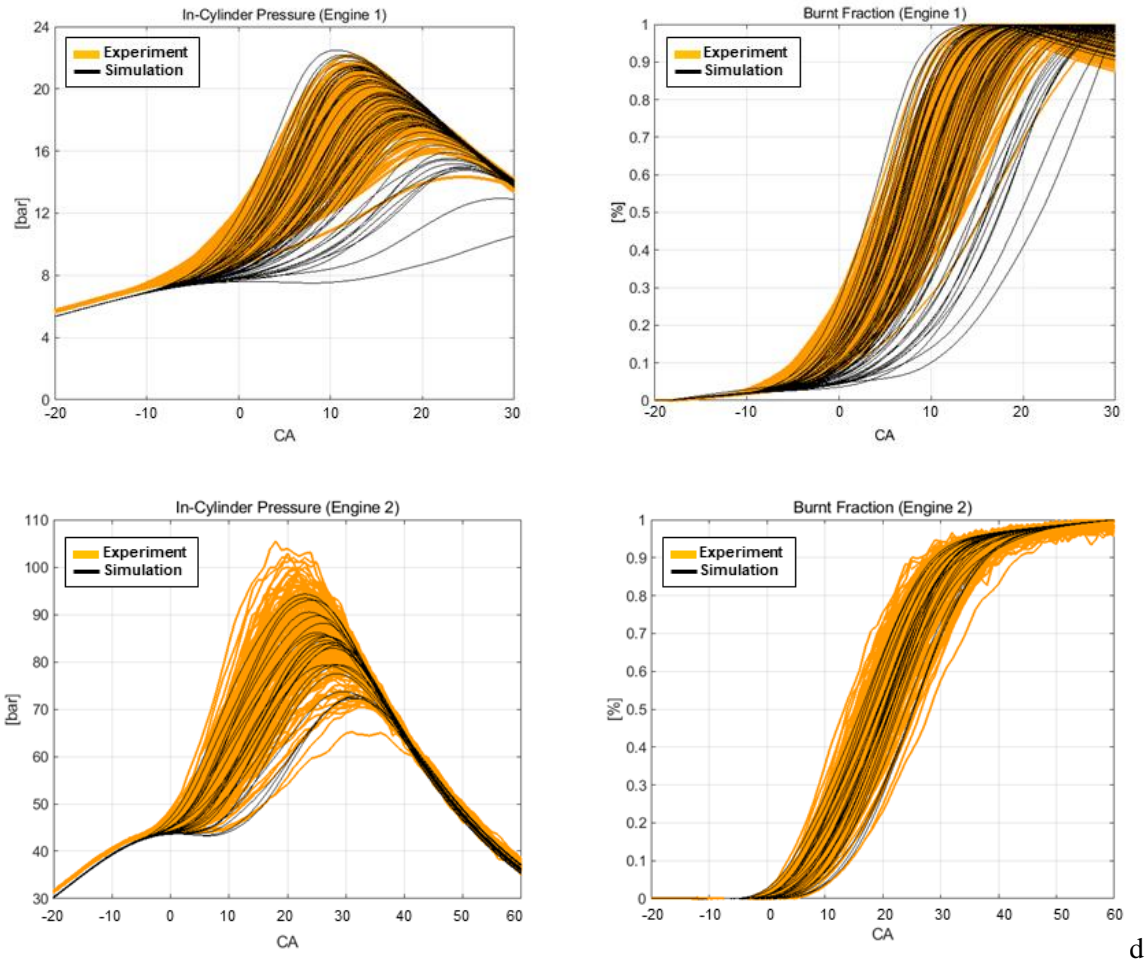 In-Cylinder Pressure (Engine 1)
24
20
16
12
8
4
0
[bar]
Experiment
Simulation
-20 -10 0 10 20 30
CA
Burnt Fraction (Engine 1)
1
0.9
0.8
0.7
0.6
0.5
0.4
0.3
0.2
0.1
0
[%]
Experiment
Simulation
-20 -10 0 10 20 30
CA
In-Cylinder Pressure (Engine 2)
110
100
90
80
70
60
50
40
30
[bar]
Experiment
Simulation
-20 -10 0 10 20 30 40 50 60
CA
Burnt Fraction (Engine 2)
1
0.9
0.8
0.7
0.6
0.5
0.4
0.3
0.2
0.1
0
[%]
Experiment
Simulation
-20 -10 0 10 20 30 40 50 60
CA
d